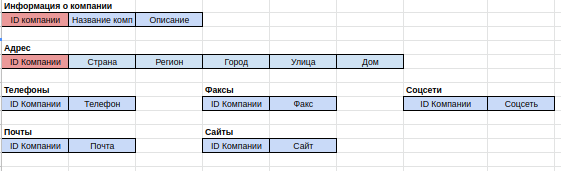 Информация о компании
ID компании Название комп Описание
Адрес
ID Компании Страна Регион Город Улица Дом
Телефоны Факсы Соцсети
ID Компании Телефон ID Компании Факс ID Компании Соцсеть
Почты Сайты
ID Компании Почта ID Компании Сайт